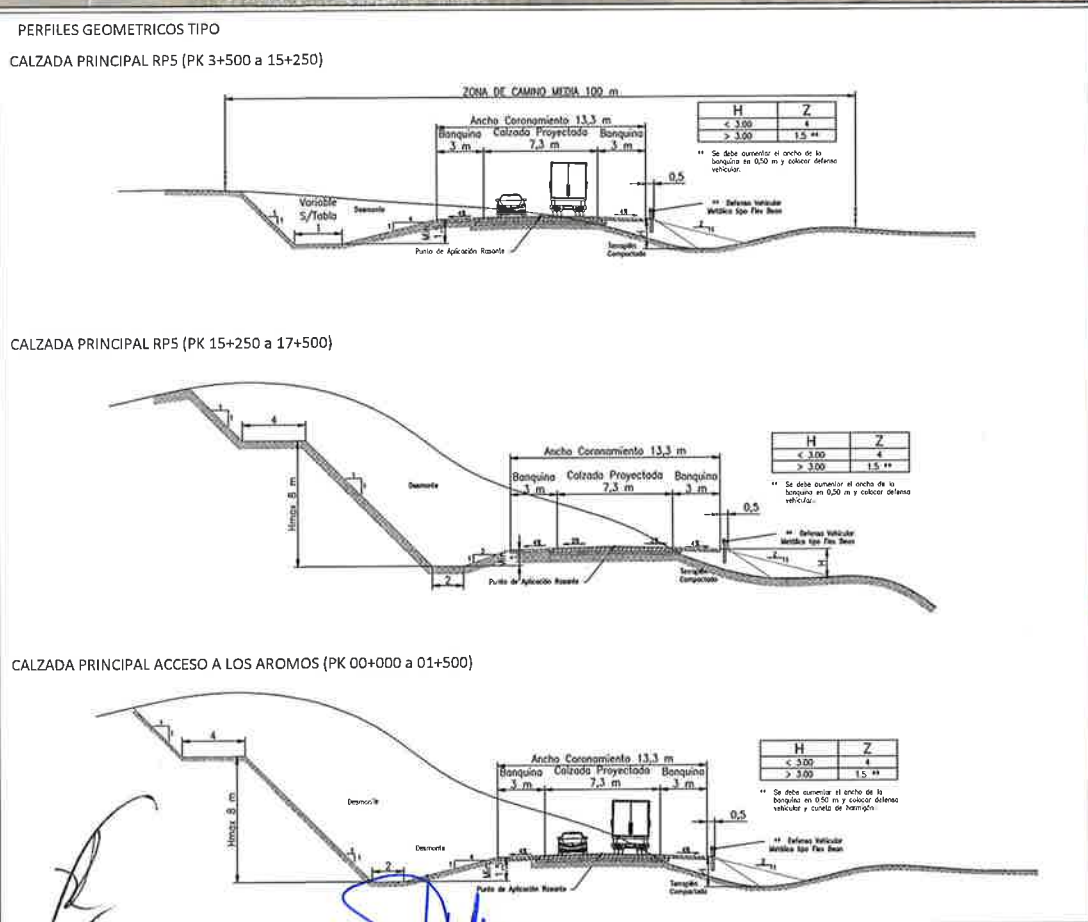 PERFILES GEOMETRICOS TIPO
CALZADA PRINCIPAL RP5 (PK 3+500 a 15+250)
ZONA DE CAMINO MEDIA 100 m
Ancho Coronamiento 13,3 m
Banquina Calzada Proyectada Banquina
3 m 7,3 m 3 m
H Z
< 3.00 4
> 3.00 1.5 **
** Se debe aumentar el ancho de la
banquina en 0,50 m y colocar defensa
vehicular.
0,5
Variable
S/Tabla
1
Desmonte
** Defensa Vehicular
Metálica tipo Flex Beam
Punto de Aplicación Rasante
Terraplén
Compactado
CALZADA PRINCIPAL RP5 (PK 15+250 a 17+500)
4
Hmax 8 m
Desmonte
2
Ancho Coronamiento 13,3 m
Banquina Calzada Proyectada Banquina
3 m 7,3 m 3 m
H Z
< 3.00 4
> 3.00 1.5 **
** Se debe aumentar el ancho de la
banquina en 0,50 m y colocar defensa
vehicular.
0,5
** Defensa Vehicular
Metálica tipo Flex Beam
H
Punto de Aplicación Rasante
Terraplén
Compactado
CALZADA PRINCIPAL ACCESO A LOS AROMOS (PK 00+000 a 01+500)
4
Hmax 8 m
Desmonte
Desmonte
2
Ancho Coronamiento 13,3 m
Banquina Calzada Proyectada Banquina
3 m 7,3 m 3 m
H Z
< 3.00 4
> 3.00 1.5 **
** Se debe aumentar el ancho de la
banquina en 0.50 m y colocar defensa
vehicular y cuneta de hormigón.
0,5
** Defensa Vehicular
Metálica tipo Flex Beam
Punto de Aplicación Rasante
Terraplén
Compactado